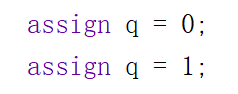 assign q = 0;
assign q = 1;